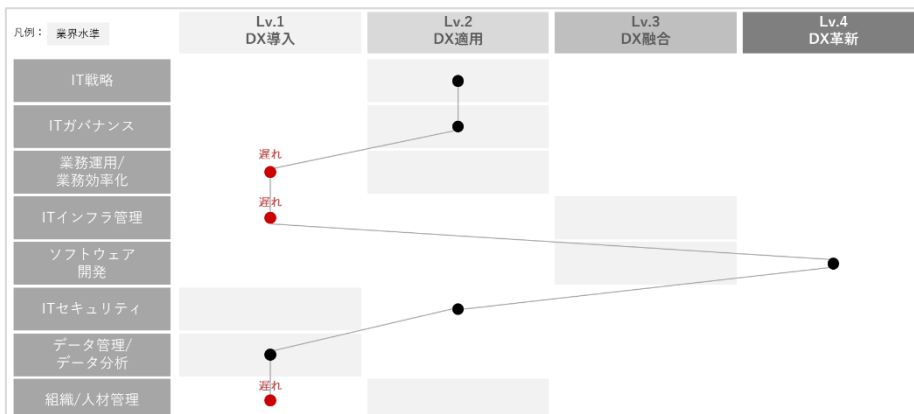 凡例： 業界水準
Lv.1
DX導入
Lv.2
DX適用
Lv.3
DX融合
Lv.4
DX革新
IT戦略
ITガバナンス
業務運用/
業務効率化
遅れ
ITインフラ管理
遅れ
ソフトウェア
開発
ITセキュリティ
データ管理/
データ分析
組織/人材管理
遅れ